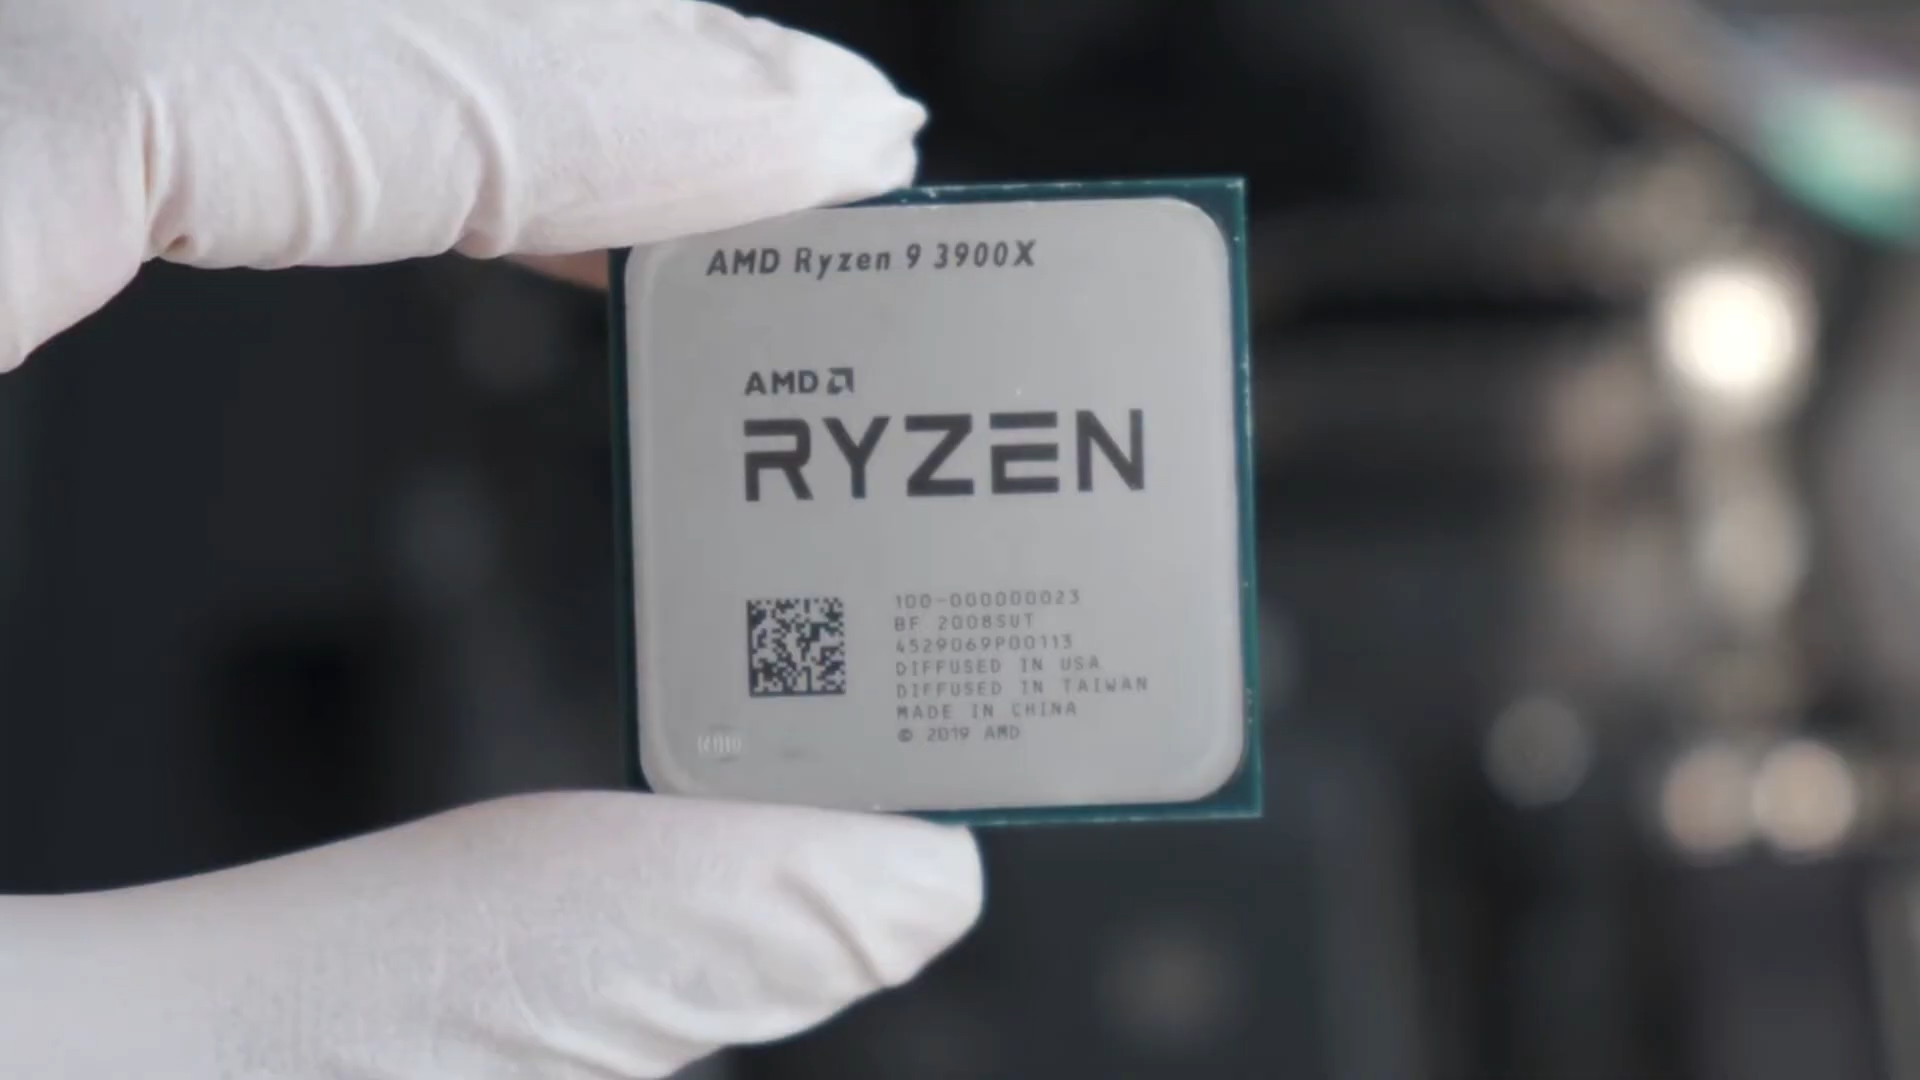 AMD Ryzen 9 3900X
AMD
RYZEN
100-000000023
BF 2008SUT
4529069P00113
DIFFUSED IN USA
DIFFUSED IN TAIWAN
MADE IN CHINA
© 2019 AMD